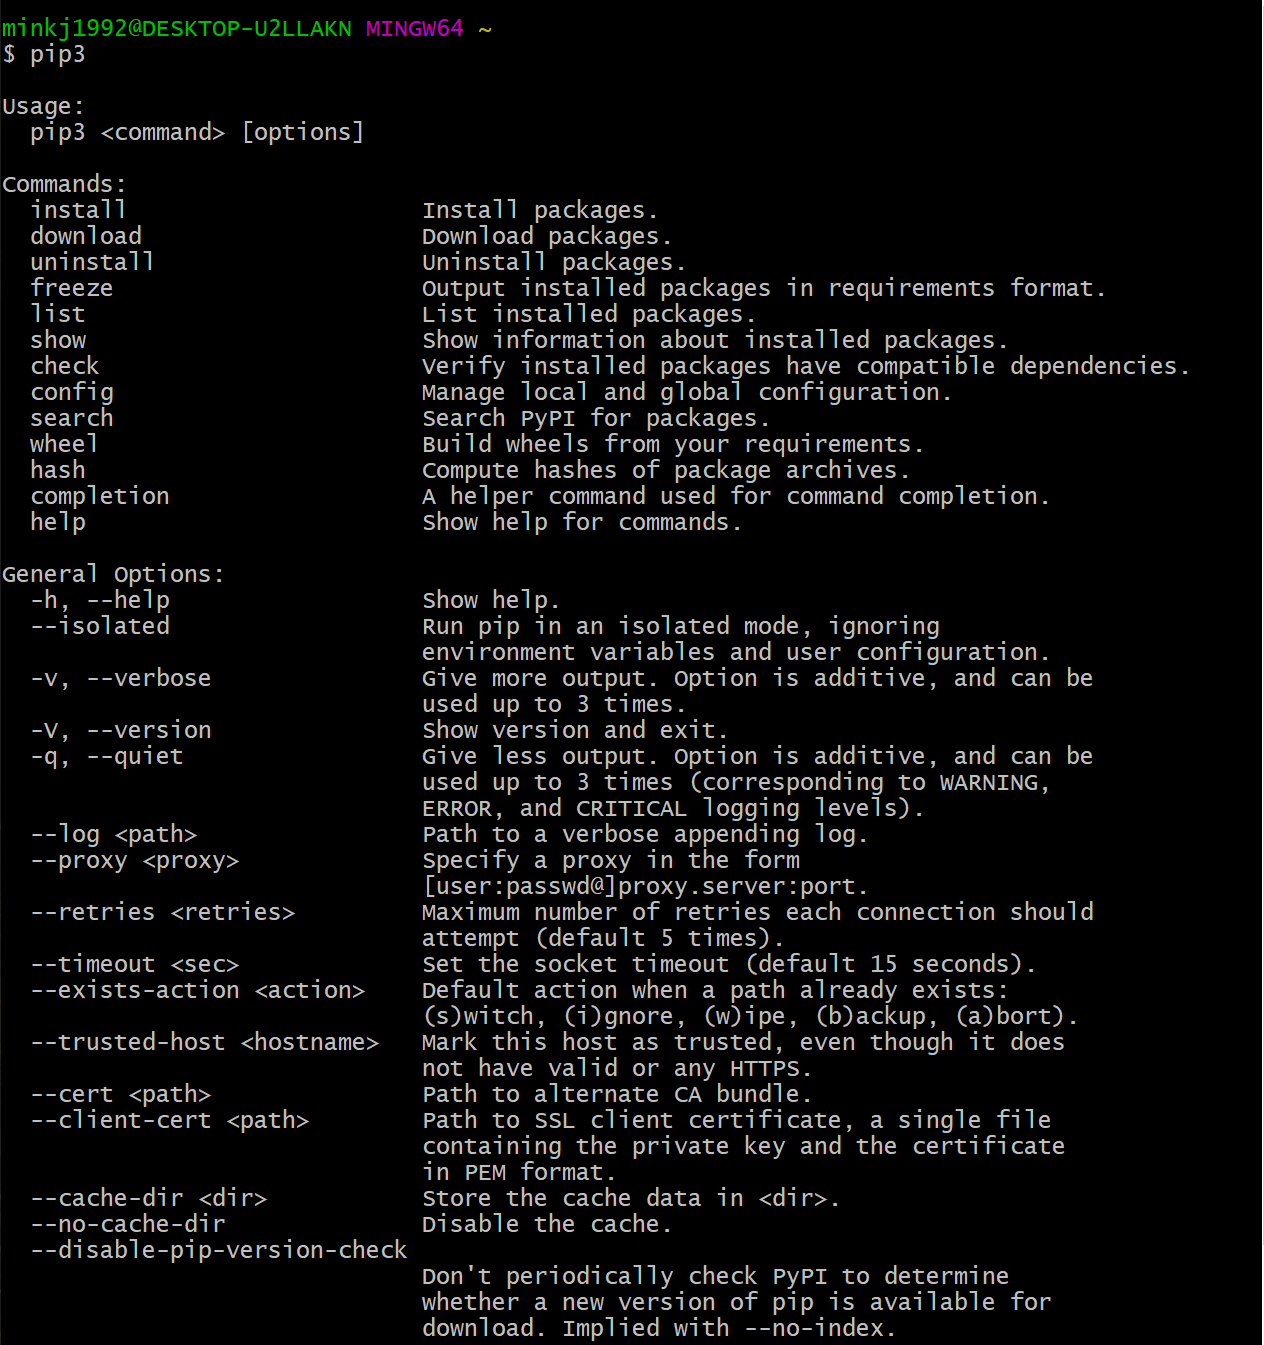 minkj1992@DESKTOP-U2LLAKN MINGW64 ~
$ pip3

Usage:
  pip3 <command> [options]

Commands:
  install                     Install packages.
  download                    Download packages.
  uninstall                   Uninstall packages.
  freeze                      Output installed packages in requirements format.
  list                        List installed packages.
  show                        Show information about installed packages.
  check                       Verify installed packages have compatible dependencies.
  config                      Manage local and global configuration.
  search                      Search PyPI for packages.
  wheel                       Build wheels from your requirements.
  hash                        Compute hashes of package archives.
  completion                  A helper command used for command completion.
  help                        Show help for commands.

General Options:
  -h, --help                  Show help.
  --isolated                  Run pip in an isolated mode, ignoring
                              environment variables and user configuration.
  -v, --verbose               Give more output. Option is additive, and can be
                              used up to 3 times.
  -V, --version               Show version and exit.
  -q, --quiet                 Give less output. Option is additive, and can be
                              used up to 3 times (corresponding to WARNING,
                              ERROR, and CRITICAL logging levels).
  --log <path>                Path to a verbose appending log.
  --proxy <proxy>             Specify a proxy in the form
                              [user:passwd@]proxy.server:port.
  --retries <retries>         Maximum number of retries each connection should
                              attempt (default 5 times).
  --timeout <sec>             Set the socket timeout (default 15 seconds).
  --exists-action <action>    Default action when a path already exists:
                              (s)witch, (i)gnore, (w)ipe, (b)ackup, (a)bort).
  --trusted-host <hostname>   Mark this host as trusted, even though it does
                              not have valid or any HTTPS.
  --cert <path>               Path to alternate CA bundle.
  --client-cert <path>        Path to SSL client certificate, a single file
                              containing the private key and the certificate
                              in PEM format.
  --cache-dir <dir>           Store the cache data in <dir>.
  --no-cache-dir              Disable the cache.
  --disable-pip-version-check
                              Don't periodically check PyPI to determine
                              whether a new version of pip is available for
                              download. Implied with --no-index.